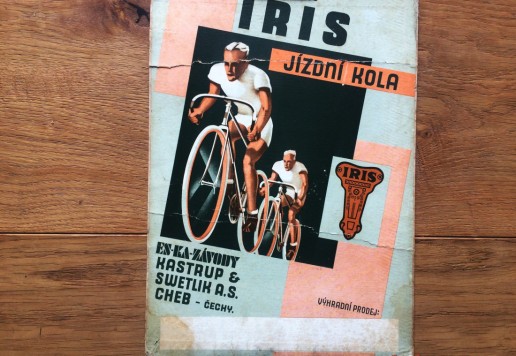 IRIS
JÍZDNÍ KOLA
IRIS
ES-KA-ZÁVODY
KASTRUP &
SWETLIK A.S.
CHEB - ČECHY.
VÝHRADNÍ PRODEJ: